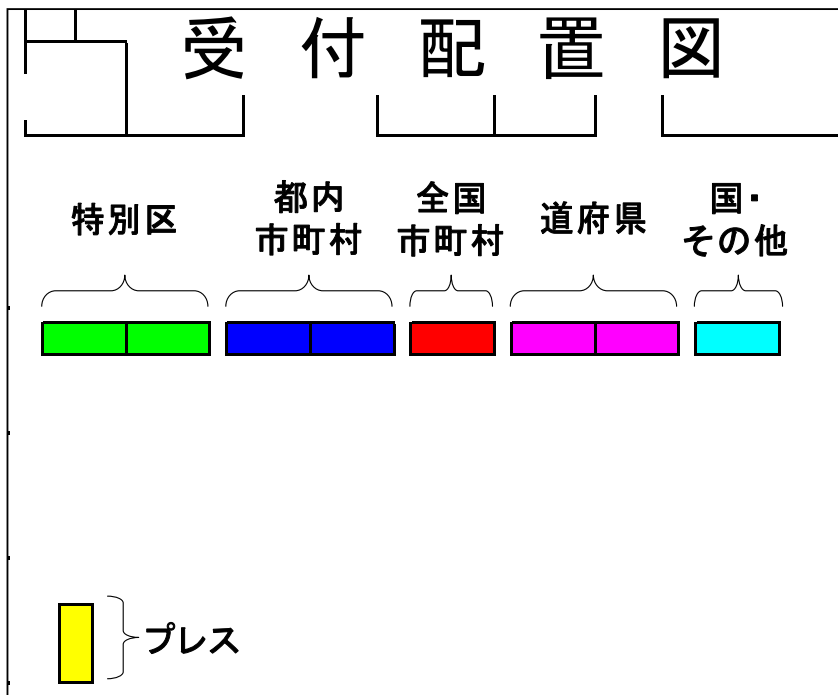 受付配置図
特別区
都内
市町村
全国
市町村
道府県
国・
その他
プレス